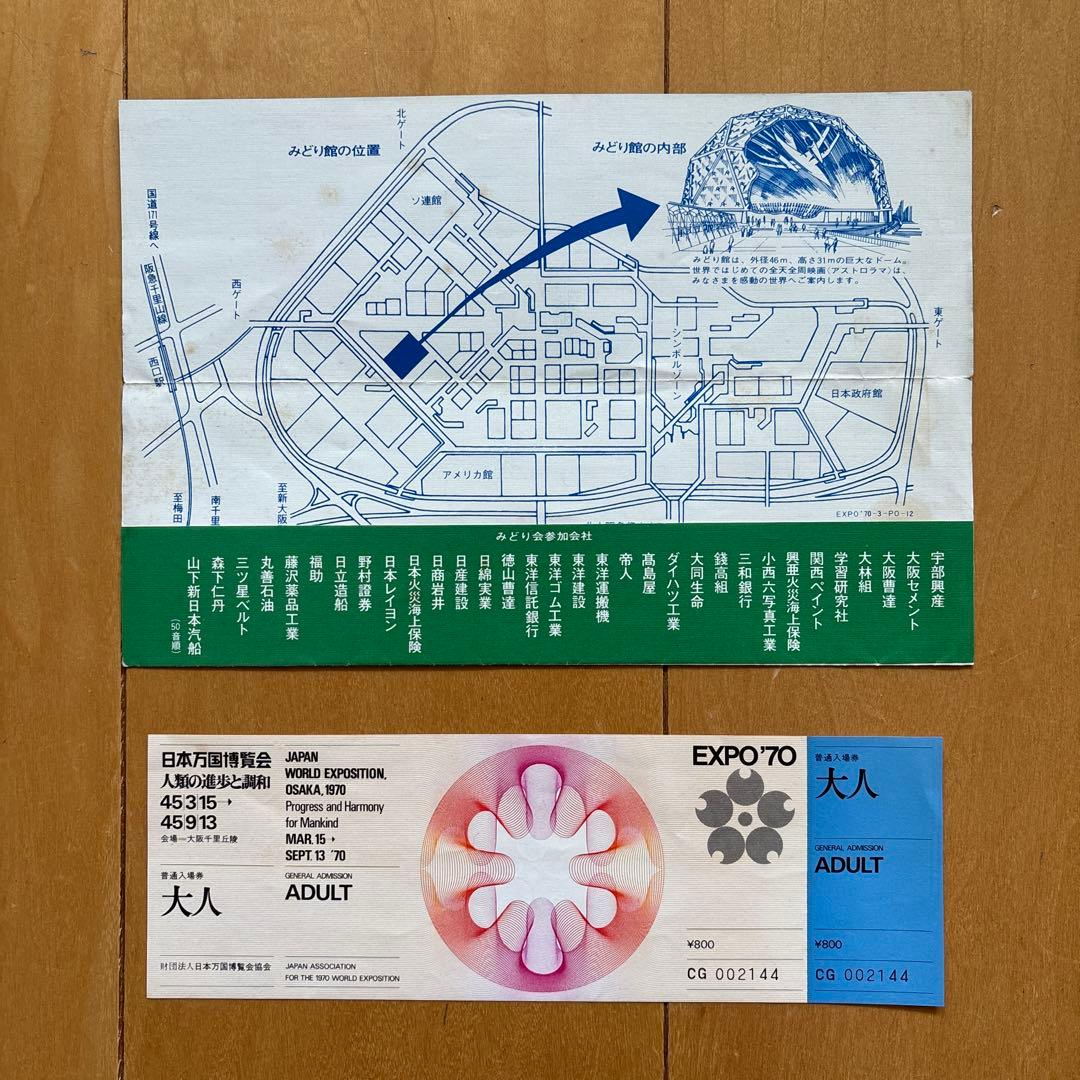 北ゲート
みどり館の位置
みどり館の内部
ソ連館
国道171号線へ
阪急千里山線
西ゲート
西口駅
みどり館は、外径46m、高さ31mの巨大なドーム。
世界ではじめての全天全周映画(アストロラマ)は、
みなさまを感動の世界へご案内します。
東ゲート
シンボルゾーン
日本政府館
アメリカ館
至梅田
南千里
至新大阪
EXPO'70-3-PO-12
みどり会参加会社
宇部興産
大阪セメント
大阪曹達
大林組
学習研究社
関西ペイント
興亜火災海上保険
小西六写真工業
三和銀行
錢高組
大同生命
ダイハツ工業
髙島屋
帝人
東洋運搬機
東洋建設
東洋ゴム工業
東洋信託銀行
徳山曹達
日綿実業
日産建設
日商岩井
日本火災海上保険
日本レイヨン
野村證券
日立造船
福助
藤沢薬品工業
丸善石油
三ツ星ベルト
森下仁丹
山下新日本汽船
(50音順)
日本万国博覧会
人類の進歩と調和
45|3|15→
45|9|13
会場—大阪千里丘陵
普通入場券
大人
財団法人日本万国博覧会協会
JAPAN
WORLD EXPOSITION,
OSAKA, 1970
Progress and Harmony
for Mankind
MAR. 15→
SEPT. 13 '70
GENERAL ADMISSION
ADULT
JAPAN ASSOCIATION
FOR THE 1970 WORLD EXPOSITION
EXPO'70
¥800
CG 002144
普通入場券
大人
GENERAL ADMISSION
ADULT
¥800
CG 002144